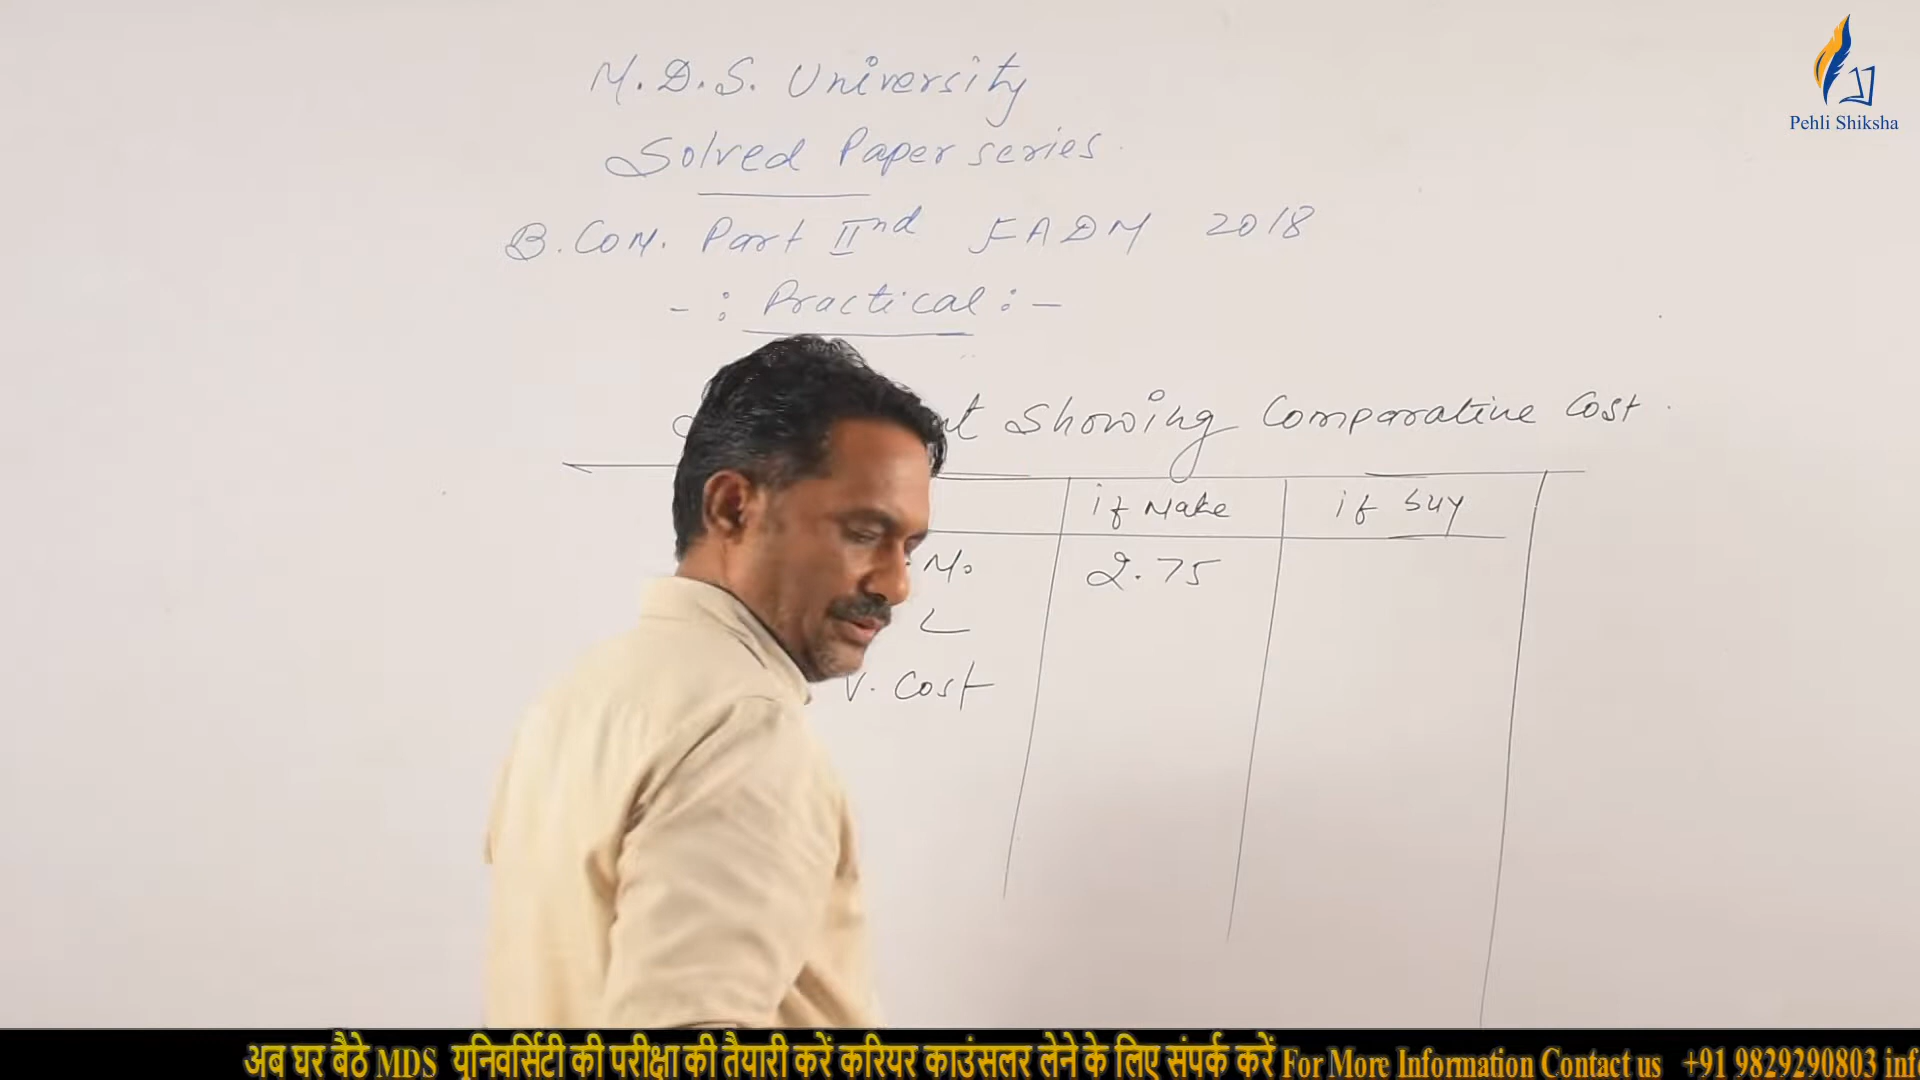 M.D.S. University
Solved Paper series
B.Com. Part IInd FADM 2018
-: Practical :-
Showing Comparative Cost
if Make if buy
M. 2.75
L
V. Cost
Pehli Shiksha
अब घर बैठे MDS यूनिवर्सिटी की परीक्षा की तैयारी करें करियर काउंसलर लेने के लिए संपर्क करें For More Information Contact us +91 9829290803 inf